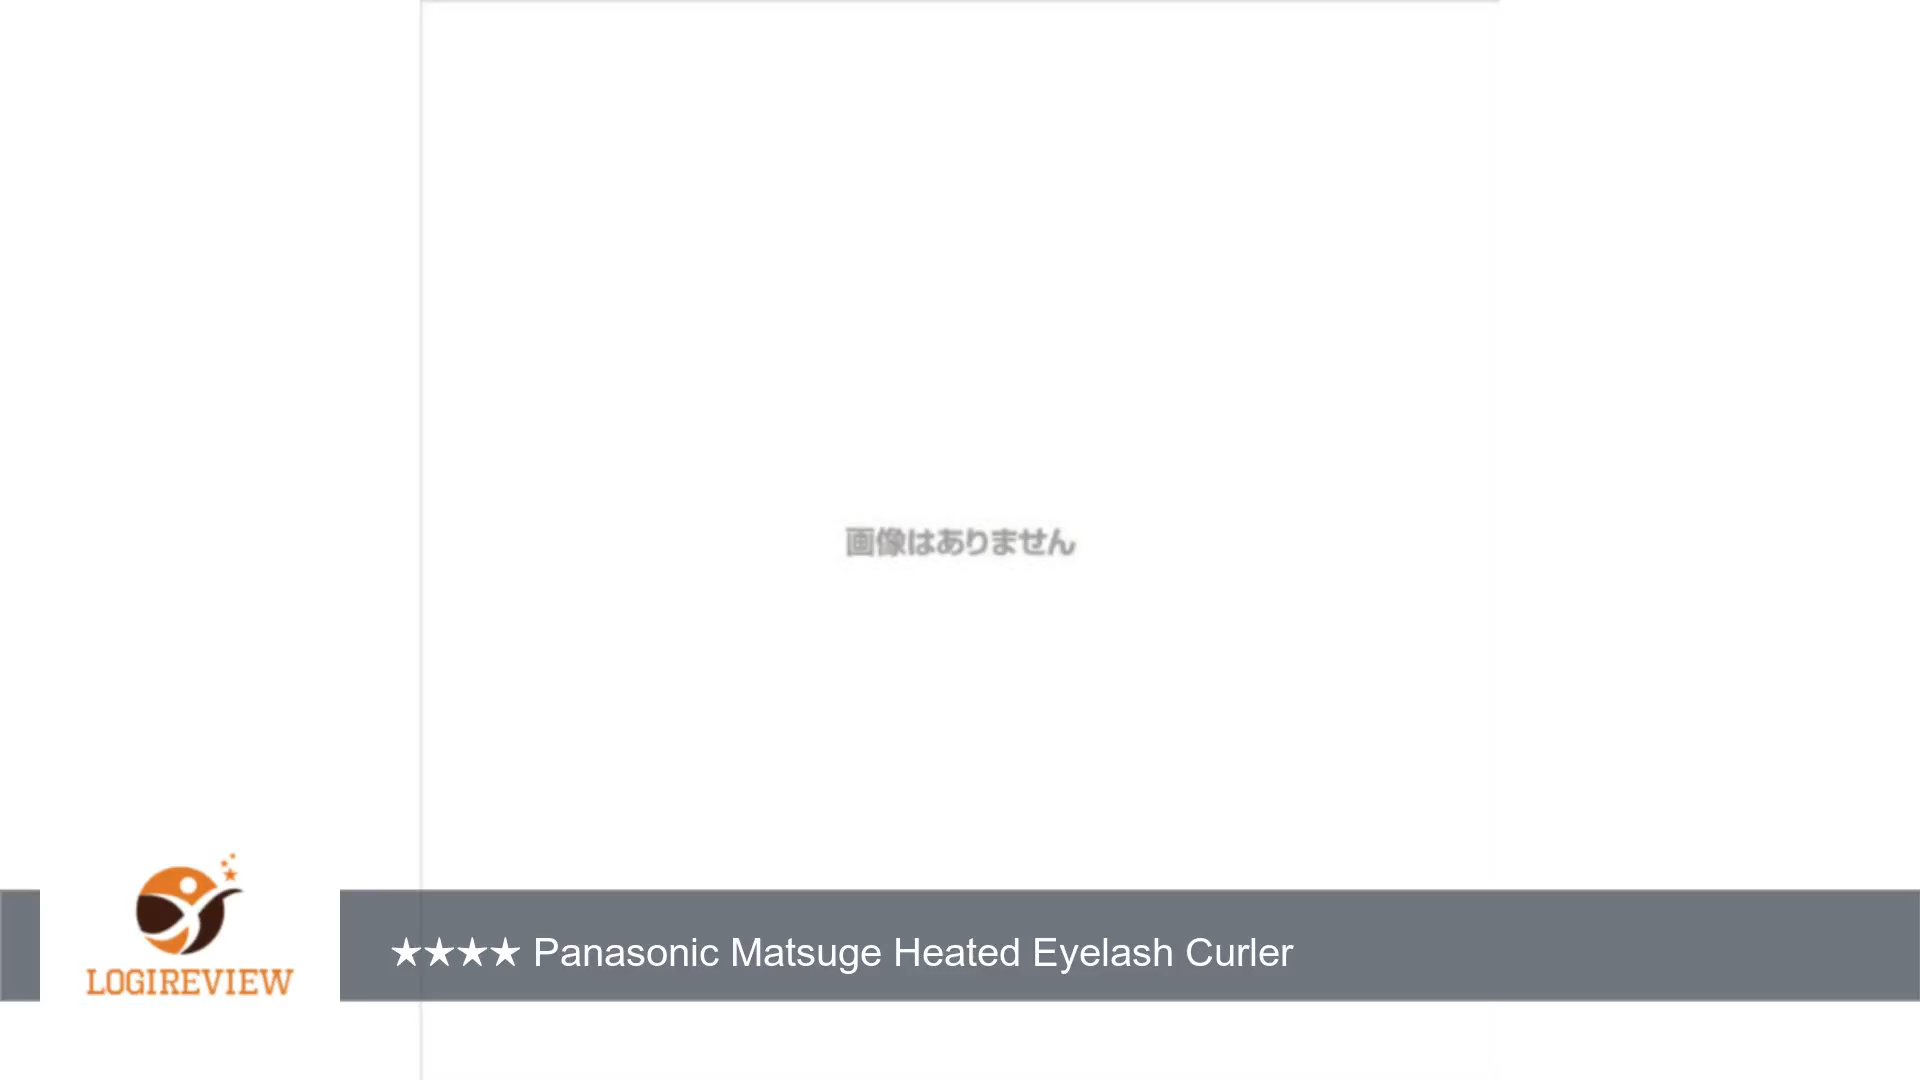 画像はありません
LOGIREVIEW
★★★★ Panasonic Matsuge Heated Eyelash Curler